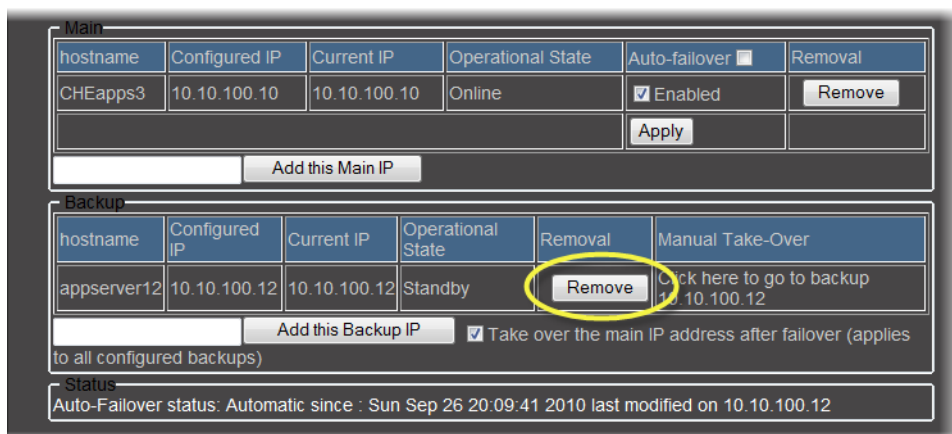 Main
hostname Configured IP Current IP Operational State Auto-failover Removal
CHEapps3 10.10.100.10 10.10.100.10 Online Enabled Remove
Apply
Add this Main IP
Backup
hostname Configured IP Current IP Operational State Removal Manual Take-Over
appserver12 10.10.100.12 10.10.100.12 Standby Remove Click here to go to backup 10.10.100.12
Add this Backup IP Take over the main IP address after failover (applies
to all configured backups)
Status
Auto-Failover status: Automatic since : Sun Sep 26 20:09:41 2010 last modified on 10.10.100.12